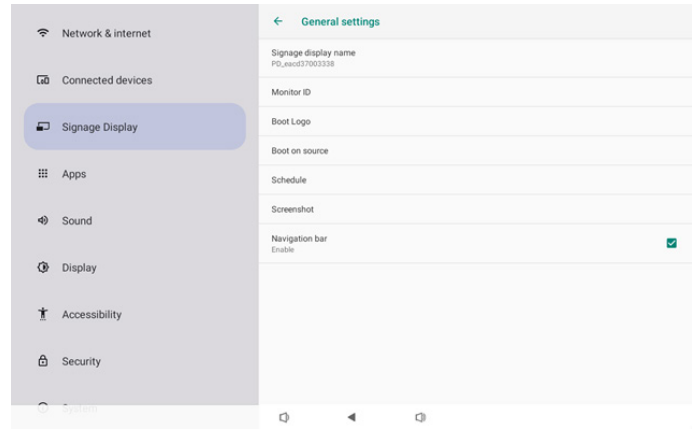 Network & internet
Connected devices
Signage Display
Apps
Sound
Display
Accessibility
Security
System
General settings
Signage display name
PD_eacd37003338
Monitor ID
Boot Logo
Boot on source
Schedule
Screenshot
Navigation bar
Enable